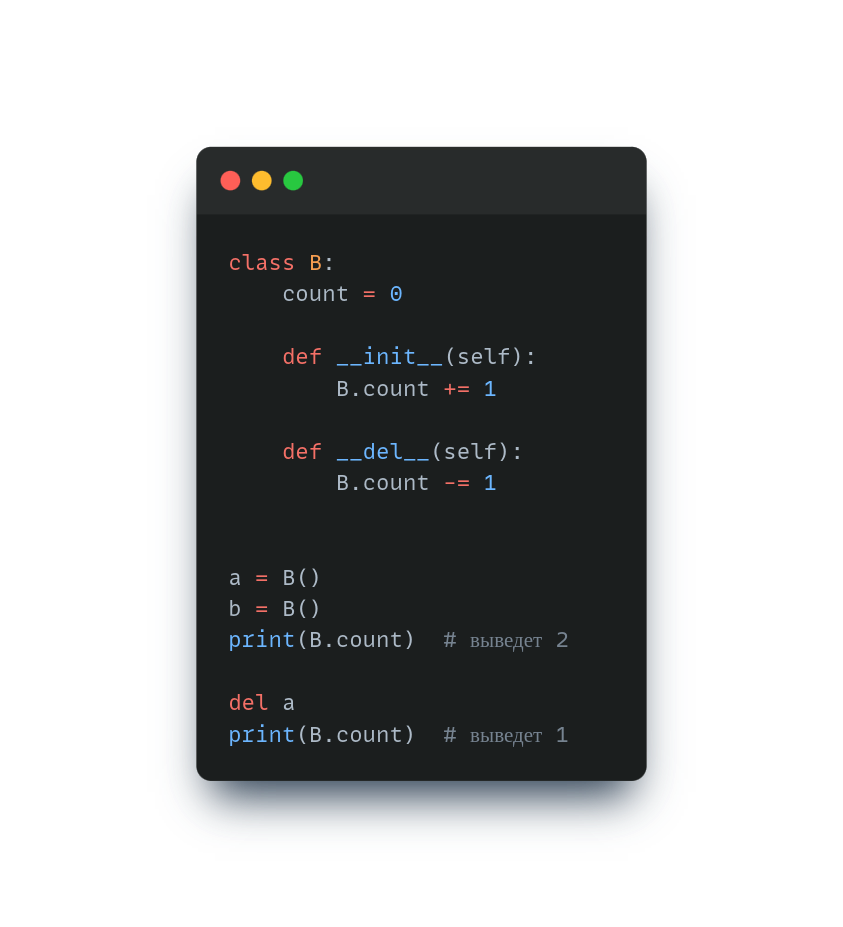 class B:
    count = 0

    def __init__(self):
        B.count += 1

    def __del__(self):
        B.count -= 1


a = B()
b = B()
print(B.count)  # выведет 2

del a
print(B.count)  # выведет 1